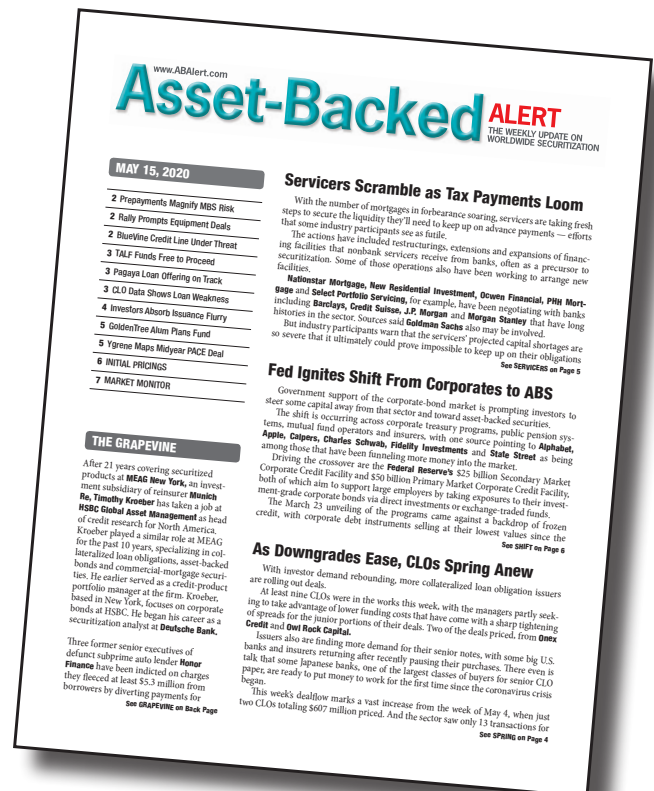 www.ABAlert.com
Asset-Backed ALERT
THE WEEKLY UPDATE ON
WORLDWIDE SECURITIZATION
MAY 15, 2020
2 Prepayments Magnify MBS Risk
2 Rally Prompts Equipment Deals
2 BlueVine Credit Line Under Threat
3 TALF Funds Free to Proceed
3 Pagaya Loan Offering on Track
3 CLO Data Shows Loan Weakness
4 Investors Absorb Issuance Flurry
5 GoldenTree Alum Plans Fund
5 Ygrene Maps Midyear PACE Deal
6 INITIAL PRICINGS
7 MARKET MONITOR
THE GRAPEVINE
After 21 years covering securitized
products at MEAG New York, an invest-
ment subsidiary of reinsurer Munich
Re, Timothy Kroeber has taken a job at
HSBC Global Asset Management as head
of credit research for North America.
Kroeber played a similar role at MEAG
for the past 10 years, specializing in col-
lateralized loan obligations, asset-backed
bonds and commercial-mortgage securi-
ties. He earlier served as a credit-product
portfolio manager at the firm. Kroeber,
based in New York, focuses on corporate
bonds at HSBC. He began his career as a
securitization analyst at Deutsche Bank.
Three former senior executives of
defunct subprime auto lender Honor
Finance have been indicted on charges
they fleeced at least $5.3 million from
borrowers by diverting payments for
See GRAPEVINE on Back Page
Servicers Scramble as Tax Payments Loom
With the number of mortgages in forbearance soaring, servicers are taking fresh
steps to secure the liquidity they'll need to keep up on advance payments — efforts
that some industry participants see as futile.
The actions have included restructurings, extensions and expansions of financ-
ing facilities that nonbank servicers receive from banks, often as a precursor to
securitization. Some of those operations also have been working to arrange new
facilities.
Nationstar Mortgage, New Residential Investment, Ocwen Financial, PHH Mort-
gage and Select Portfolio Servicing, for example, have been negotiating with banks
including Barclays, Credit Suisse, J.P. Morgan and Morgan Stanley that have long
histories in the sector. Sources said Goldman Sachs also may be involved.
But industry participants warn that the servicers' projected capital shortages are
so severe that it ultimately could prove impossible to keep up on their obligations
See SERVICERS on Page 5
Fed Ignites Shift From Corporates to ABS
Government support of the corporate-bond market is prompting investors to
steer some capital away from that sector and toward asset-backed securities.
The shift is occurring across corporate treasury programs, public pension sys-
tems, mutual fund operators and insurers, with one source pointing to Alphabet,
Apple, Calpers, Charles Schwab, Fidelity Investments and State Street as being
among those that have been funneling more money into the market.
Driving the crossover are the Federal Reserve's $25 billion Secondary Market
Corporate Credit Facility and $50 billion Primary Market Corporate Credit Facility,
both of which aim to support large employers by taking exposures to their invest-
ment-grade corporate bonds via direct investments or exchange-traded funds.
The March 23 unveiling of the programs came against a backdrop of frozen
credit, with corporate debt instruments selling at their lowest values since the
See SHIFT on Page 6
As Downgrades Ease, CLOs Spring Anew
With investor demand rebounding, more collateralized loan obligation issuers
are rolling out deals.
At least nine CLOs were in the works this week, with the managers partly seek-
ing to take advantage of lower funding costs that have come with a sharp tightening
of spreads for the junior portions of their deals. Two of the deals priced, from Onex
Credit and Owl Rock Capital.
Issuers also are finding more demand for their senior notes, with some big U.S.
banks and insurers returning after recently pausing their purchases. There even is
talk that some Japanese banks, one of the largest classes of buyers for senior CLO
paper, are ready to put money to work for the first time since the coronavirus crisis
began.
This week's dealflow marks a vast increase from the week of May 4, when just
two CLOs totaling $607 million priced. And the sector saw only 13 transactions for
See SPRING on Page 4